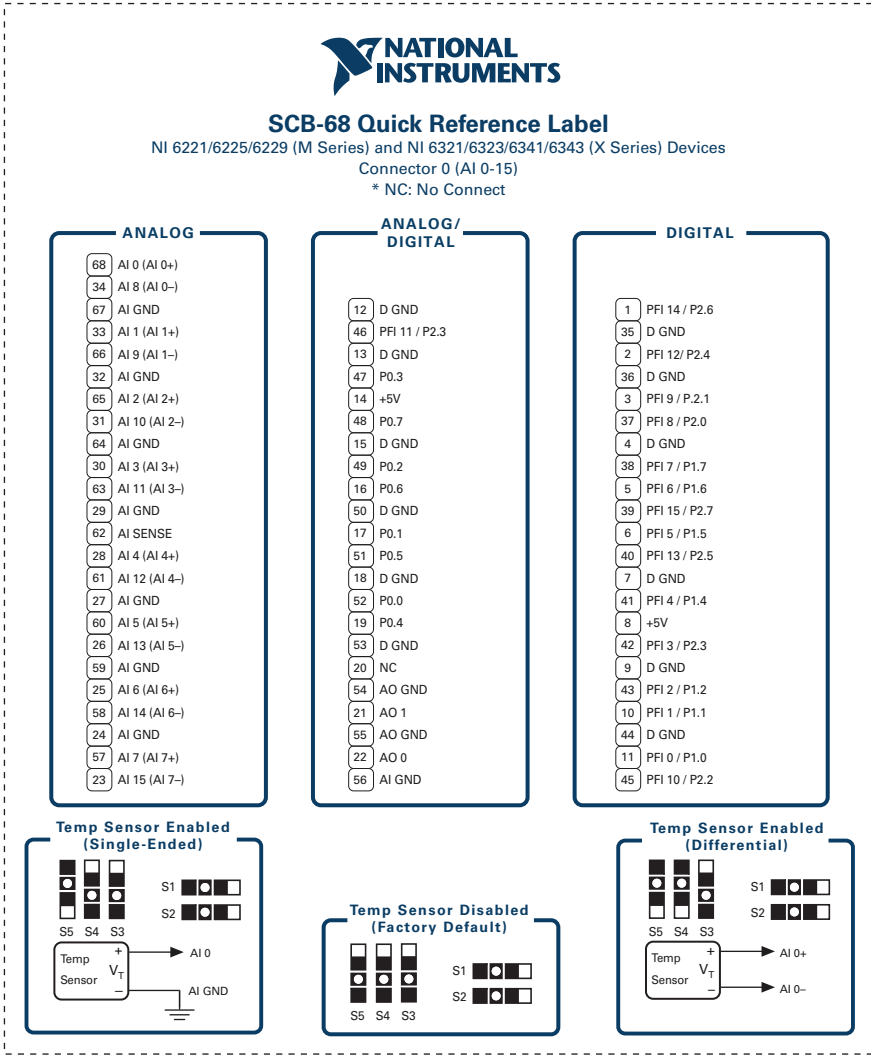 NATIONAL
INSTRUMENTS
SCB-68 Quick Reference Label
NI 6221/6225/6229 (M Series) and NI 6321/6323/6341/6343 (X Series) Devices
Connector 0 (AI 0-15)
* NC: No Connect
ANALOG
68 AI 0 (AI 0+)
34 AI 8 (AI 0–)
67 AI GND
33 AI 1 (AI 1+)
66 AI 9 (AI 1–)
32 AI GND
65 AI 2 (AI 2+)
31 AI 10 (AI 2–)
64 AI GND
30 AI 3 (AI 3+)
63 AI 11 (AI 3–)
29 AI GND
62 AI SENSE
28 AI 4 (AI 4+)
61 AI 12 (AI 4–)
27 AI GND
60 AI 5 (AI 5+)
26 AI 13 (AI 5–)
59 AI GND
25 AI 6 (AI 6+)
58 AI 14 (AI 6–)
24 AI GND
57 AI 7 (AI 7+)
23 AI 15 (AI 7–)
ANALOG/
DIGITAL
12 D GND
46 PFI 11 / P2.3
13 D GND
47 P0.3
14 +5V
48 P0.7
15 D GND
49 P0.2
16 P0.6
50 D GND
17 P0.1
51 P0.5
18 D GND
52 P0.0
19 P0.4
53 D GND
20 NC
54 AO GND
21 AO 1
55 AO GND
22 AO 0
56 AI GND
DIGITAL
1 PFI 14 / P2.6
35 D GND
2 PFI 12/ P2.4
36 D GND
3 PFI 9 / P.2.1
37 PFI 8 / P2.0
4 D GND
38 PFI 7 / P1.7
5 PFI 6 / P1.6
39 PFI 15 / P2.7
6 PFI 5 / P1.5
40 PFI 13 / P2.5
7 D GND
41 PFI 4 / P1.4
8 +5V
42 PFI 3 / P2.3
9 D GND
43 PFI 2 / P1.2
10 PFI 1 / P1.1
44 D GND
11 PFI 0 / P1.0
45 PFI 10 / P2.2
Temp Sensor Enabled
(Single-Ended)
S1
S2
S5 S4 S3
Temp
Sensor
+
VT
–
AI 0
AI GND
Temp Sensor Disabled
(Factory Default)
S1
S2
S5 S4 S3
Temp Sensor Enabled
(Differential)
S1
S2
S5 S4 S3
Temp
Sensor
+
VT
–
AI 0+
AI 0–